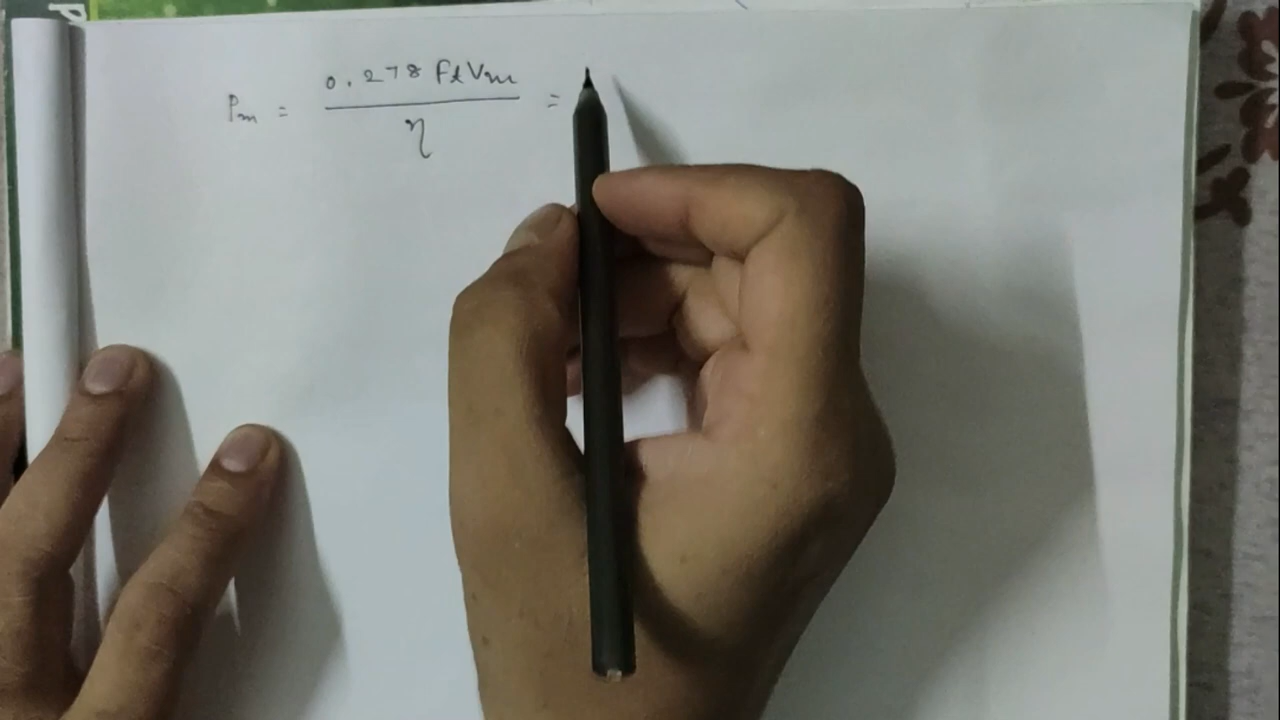 Pm = 0.278 Ft Vm / η =
P